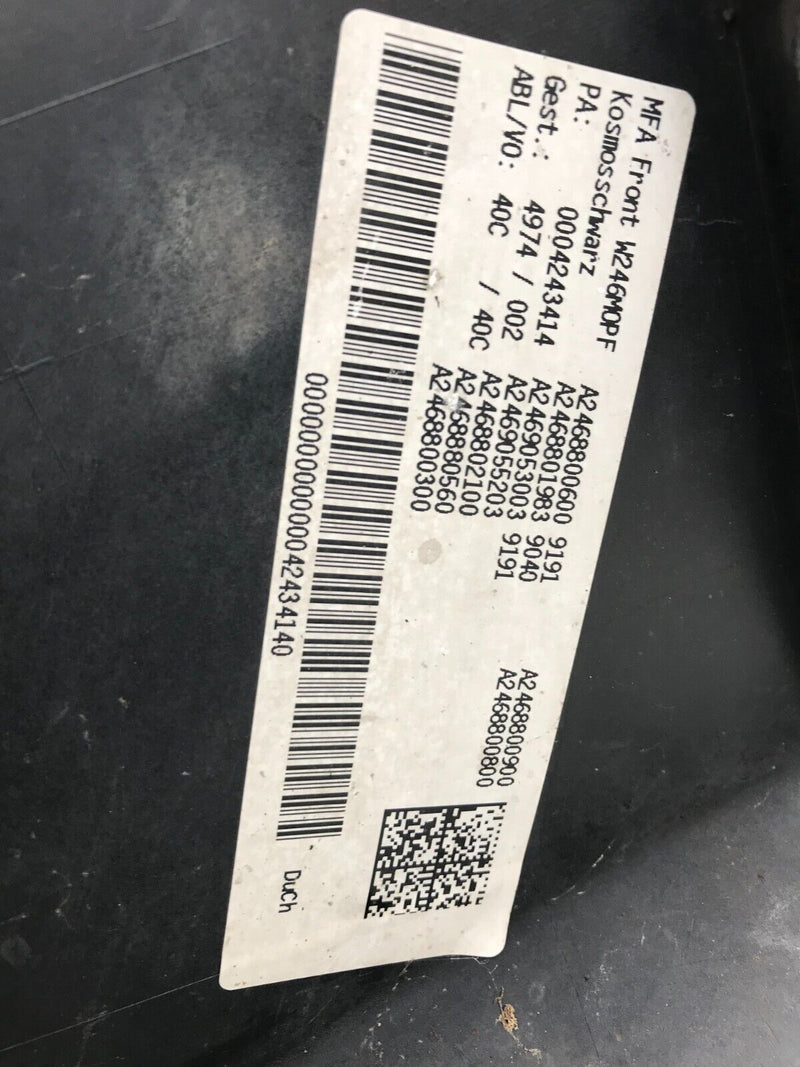 MFA Front W246MOPF
Kosmosschwarz
PA: 0004243414
Gest.: 4974 / 002
ABL/VO: 40C / 40C
A2468800600 9191
A2468801983 9040
A2469053003 9191
A2469055203
A2468802100
A2468880560
A2468800300
A2468800900
A2468800800
0000000000000042434140
DuCh